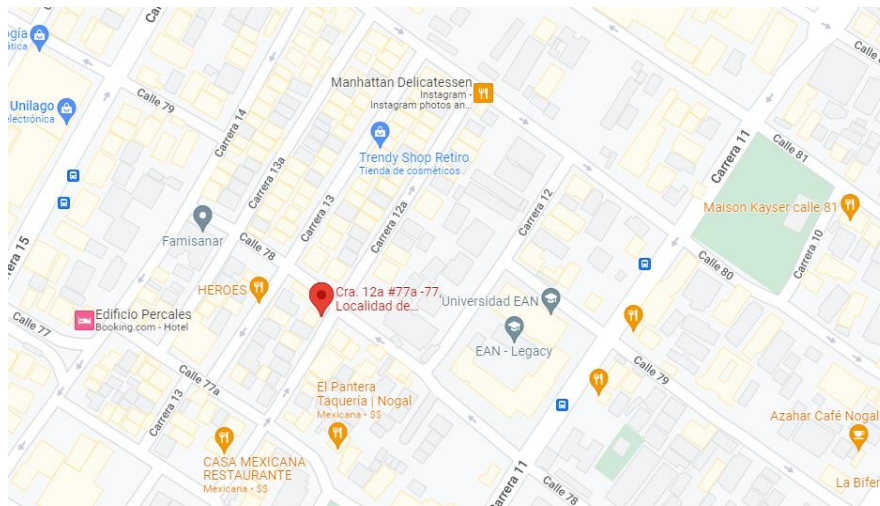 ogía
ática
Unilago
electrónica
Calle 79
Carrera 14
Carrera 13a
Manhattan Delicatessen
Instagram -
Instagram photos an...
Trendy Shop Retiro
Tienda de cosméticos
Carrera 13
Carrera 12a
Carrera 12
Carrera 11
Calle 81
Maison Kayser calle 81
Carrera 10
Calle 80
Famisanar
Calle 78
HEROES
Cra. 12a #77a -77,
Localidad de...
Universidad EAN
EAN - Legacy
Edificio Percales
Booking.com - Hotel
Calle 77
Calle 77a
Carrera 13
El Pantera
Taquería | Nogal
Mexicana • $$
CASA MEXICANA
RESTAURANTE
Mexicana • $$
Calle 79
Azahar Café Nogal
La Bifer
Carrera 11
Calle 78